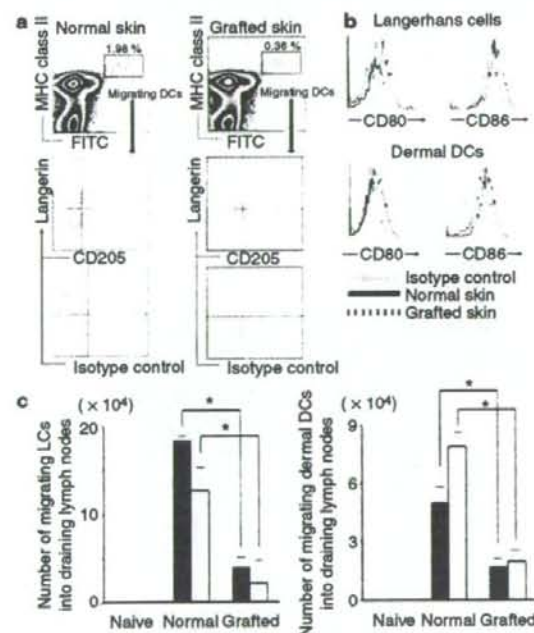 a
Normal skin
Grafted skin
MHC class II
1.98 %
Migrating DCs
FITC
MHC class II
0.36 %
Migrating DCs
FITC
Langerin
CD205
Isotype control
Langerin
CD205
Isotype control
b
Langerhans cells
CD80
CD86
Dermal DCs
CD80
CD86
Isotype control
Normal skin
Grafted skin
c
Number of migrating LCs
into draining lymph nodes
(× 10⁴)
20
10
0
*
*
Naive Normal Grafted
Number of migrating dermal DCs
into draining lymph nodes
(× 10⁴)
9
6
3
0
*
*
Naive Normal Grafted